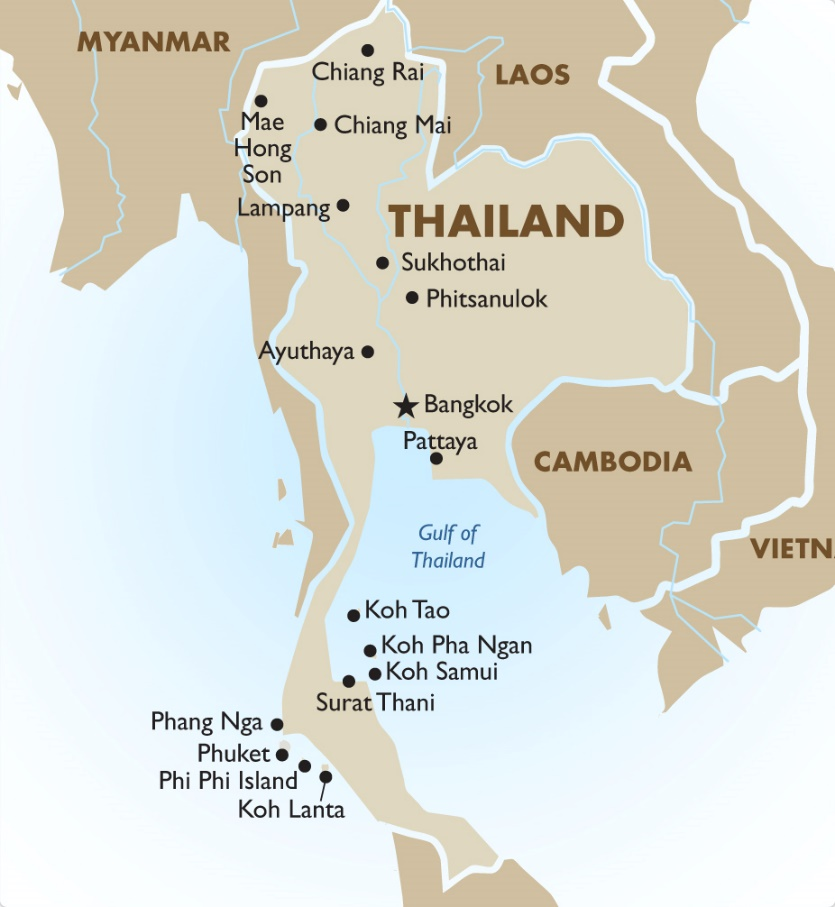 MYANMAR
Chiang Rai
LAOS
Mae
Hong
Son
Chiang Mai
Lampang
THAILAND
Sukhothai
Phitsanulok
Ayuthaya
Bangkok
Pattaya
CAMBODIA
Gulf of
Thailand
VIETN
Koh Tao
Koh Pha Ngan
Koh Samui
Surat Thani
Phang Nga
Phuket
Phi Phi Island
Koh Lanta